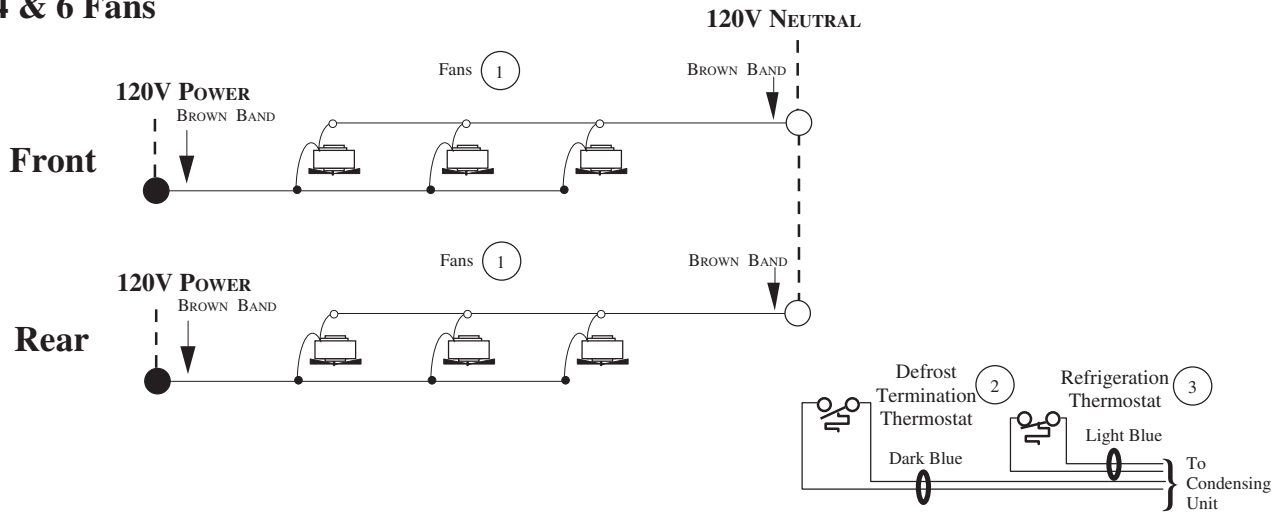 4 & 6 Fans
120V NEUTRAL
Fans 1
BROWN BAND
120V POWER
BROWN BAND
Front
Fans 1
BROWN BAND
120V POWER
BROWN BAND
Rear
Defrost
Termination
Thermostat
2
Refrigeration
Thermostat
3
Light Blue
Dark Blue
To
Condensing
Unit